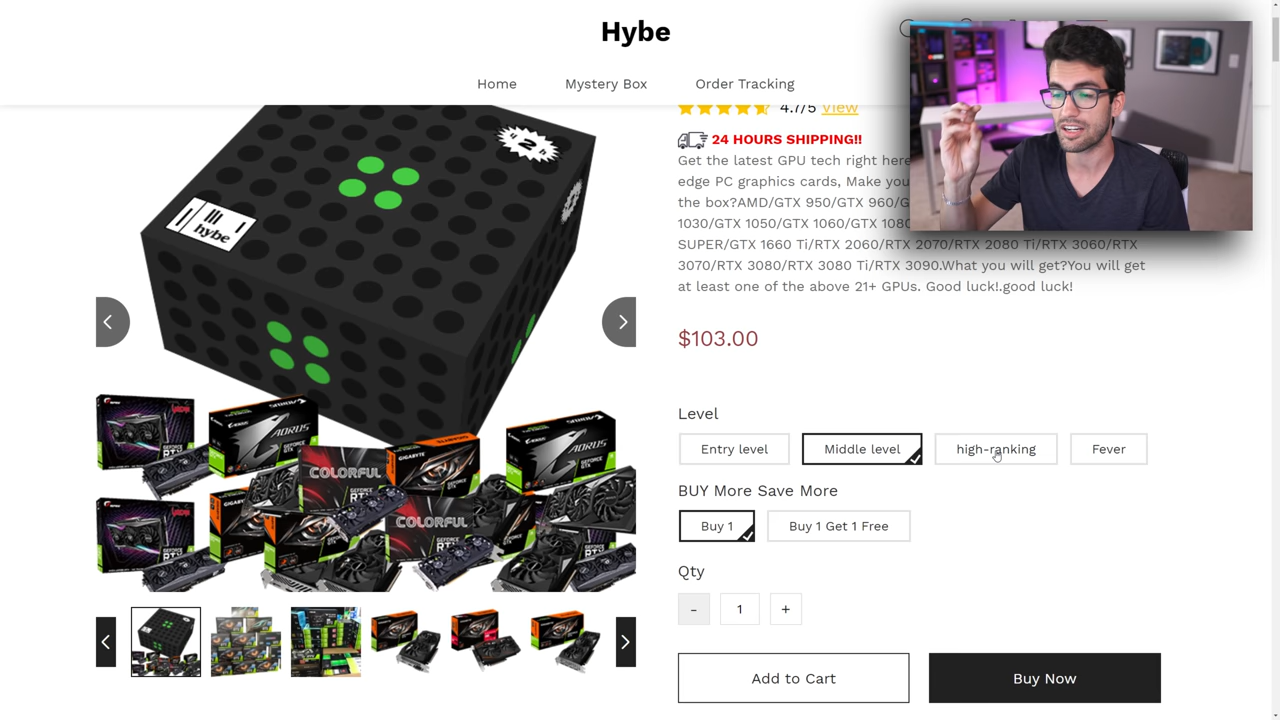 Hybe
Home
Mystery Box
Order Tracking
4.7/5 View
24 HOURS SHIPPING!!
Get the latest GPU tech right here
edge PC graphics cards, Make you
the box?AMD/GTX 950/GTX 960/G
1030/GTX 1050/GTX 1060/GTX 1080
SUPER/GTX 1660 Ti/RTX 2060/RTX 2070/RTX 2080 Ti/RTX 3060/RTX
3070/RTX 3080/RTX 3080 Ti/RTX 3090.What you will get?You will get
at least one of the above 21+ GPUs. Good luck!.good luck!
$103.00
Level
Entry level
Middle level
high-ranking
Fever
BUY More Save More
Buy 1
Buy 1 Get 1 Free
Qty
- 1 +
Add to Cart
Buy Now
hybe
2
AORUS
AORUS
COLORFUL
GIGABYTE
COLORFUL